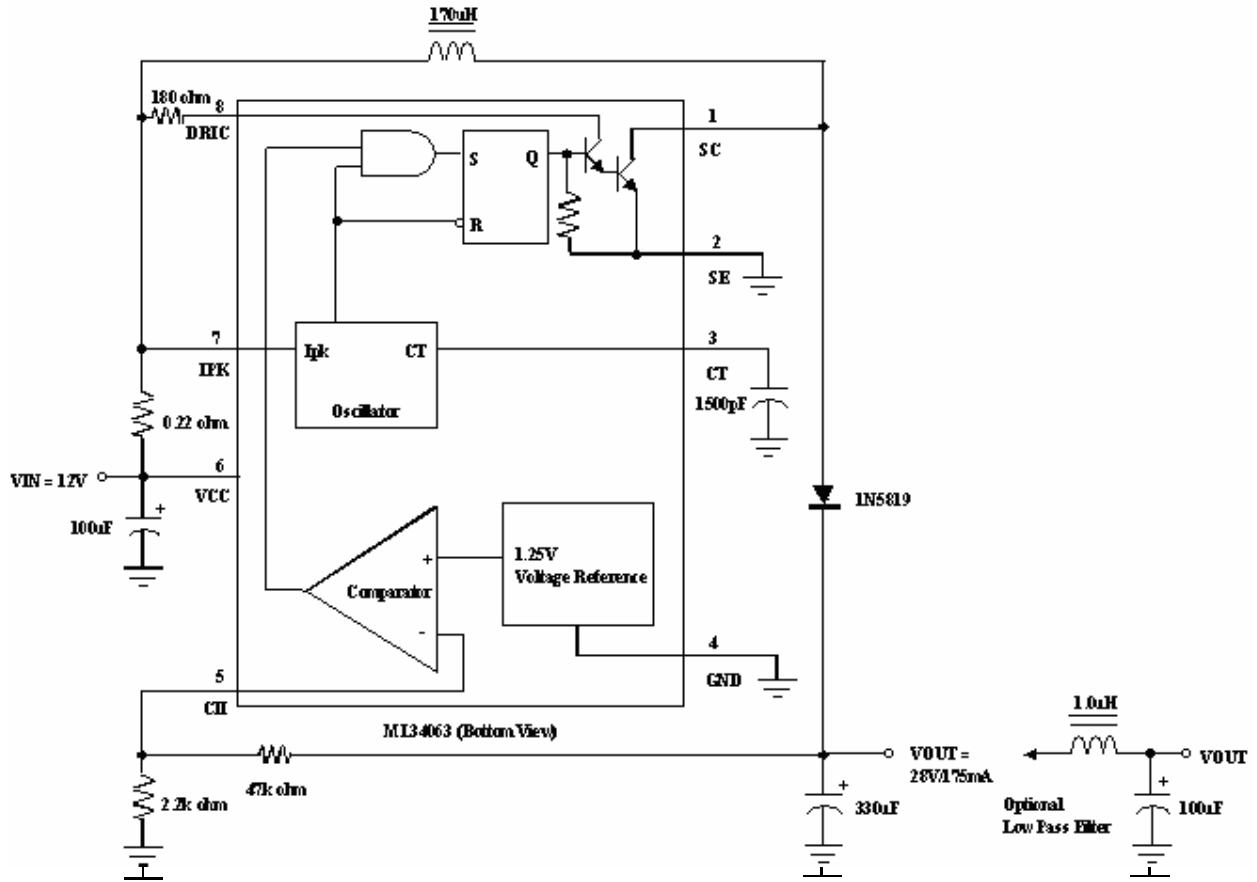 170uH
180 ohm
8
DRIC
1
SC
S
Q
R
2
SE
7
IPK
Ipk
CT
Oscillator
3
CT
1500pF
0.22 ohm
6
VIN = 12V
VCC
100uF
+
1N5819
1.25V
Voltage Reference
+
Comparator
-
4
GND
5
CII
ML34063 (Bottom View)
47k ohm
2.2k ohm
VOUT =
28V/175mA
+
330uF
1.0uH
VOUT
Optional
Low Pass Filter
+
100uF